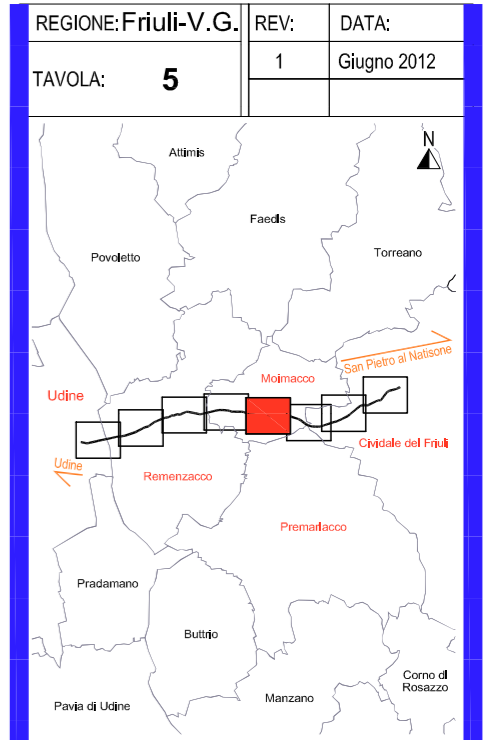 REGIONE: Friuli-V.G.
REV:
DATA:
TAVOLA: 5
1
Giugno 2012
N
Attimis
Faedis
Povoletto
Torreano
San Pietro al Natisone
Moimacco
Udine
Cividale del Friuli
Udine
Remenzacco
Premariacco
Pradamano
Buttrio
Corno di
Rosazzo
Manzano
Pavia di Udine